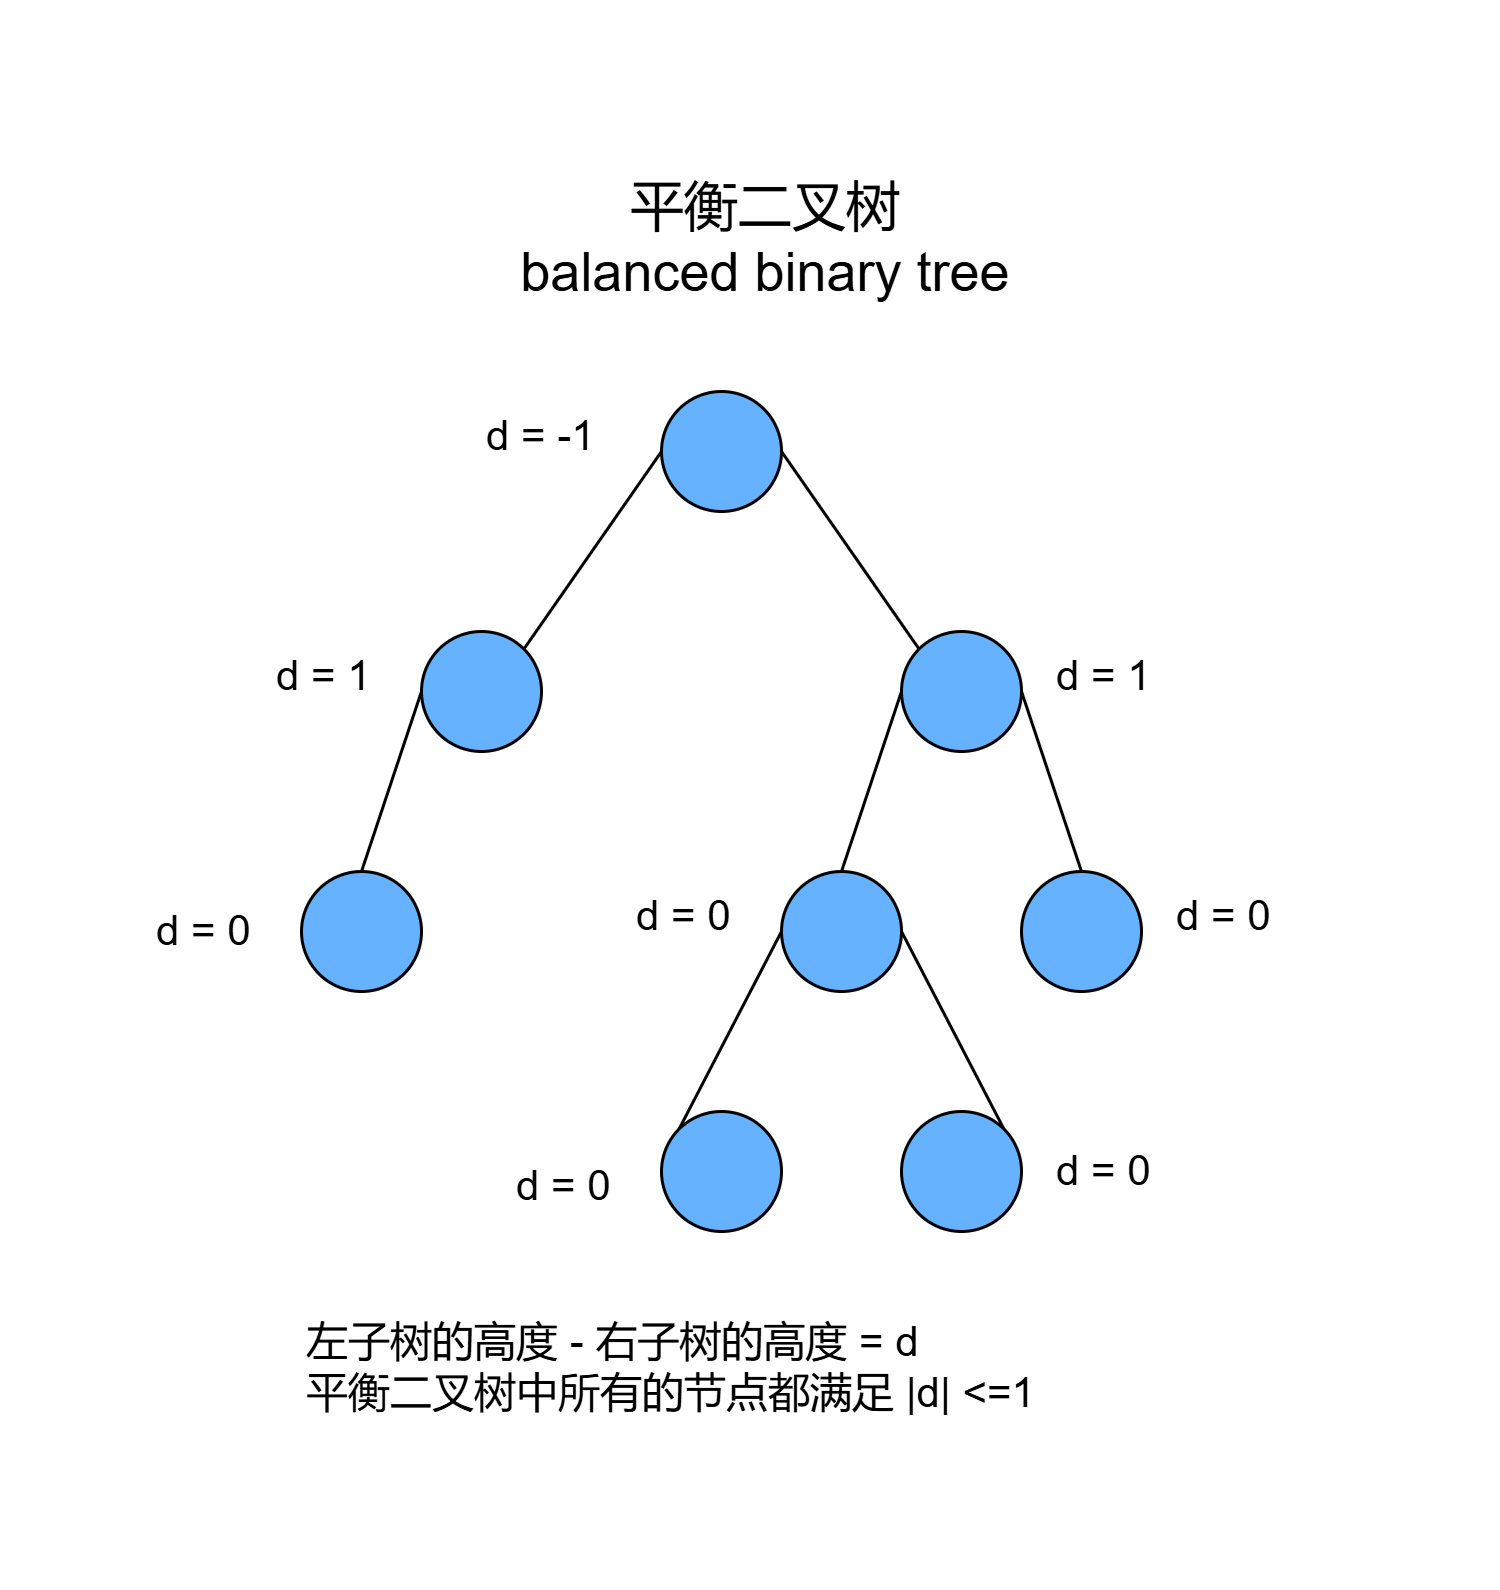 平衡二叉树
balanced binary tree
d = -1
d = 1
d = 1
d = 0
d = 0
d = 0
d = 0
d = 0
左子树的高度 - 右子树的高度 = d
平衡二叉树中所有的节点都满足 |d| <=1